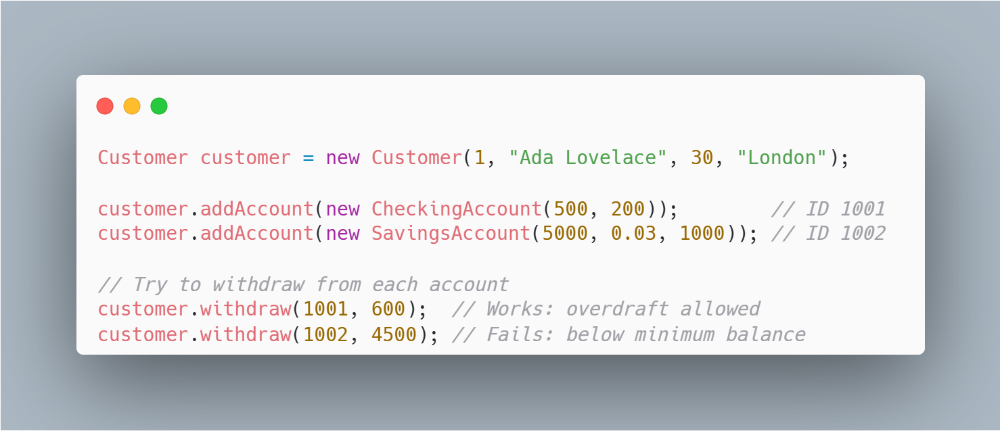 Customer customer = new Customer(1, "Ada Lovelace", 30, "London");
customer.addAccount(new CheckingAccount(500, 200));        // ID 1001
customer.addAccount(new SavingsAccount(5000, 0.03, 1000)); // ID 1002
// Try to withdraw from each account
customer.withdraw(1001, 600);  // Works: overdraft allowed
customer.withdraw(1002, 4500); // Fails: below minimum balance